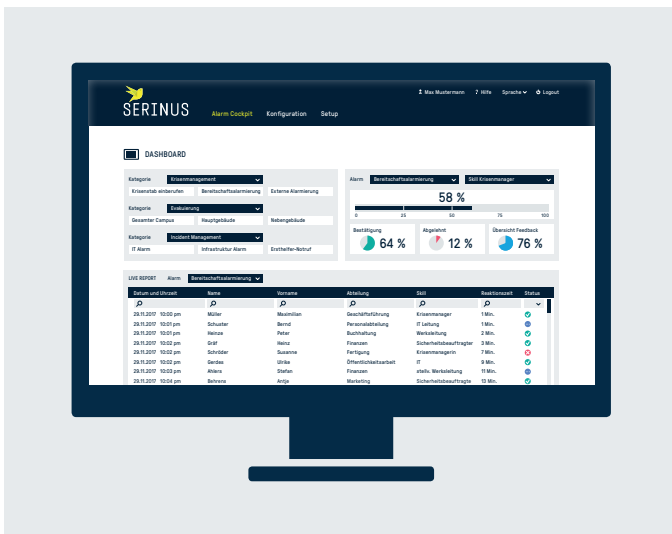 Max Mustermann ? Hilfe Sprache Logout
SERINUS
Alarm Cockpit Konfiguration Setup
DASHBOARD
Kategorie Krisenmanagement
Krisenstab einberufen Bereitschaftsalarmierung Externe Alarmierung
Kategorie Evakuierung
Gesamter Campus Hauptgebäude Nebengebäude
Kategorie Incident Management
IT Alarm Infrastruktur Alarm Ersthelfer-Notruf
Alarm Bereitschaftsalarmierung Skill Krisenmanager
58 %
0 25 50 75 100
Bestätigung Abgelehnt Übersicht Feedback
64 % 12 % 76 %
LIVE REPORT Alarm Bereitschaftsalarmierung
Datum und Uhrzeit Name Vorname Abteilung Skill Reaktionszeit Status
29.11.2017 10:00 pm Müller Maximilian Geschäftsführung Krisenmanager 1 Min.
29.11.2017 10:01 pm Schuster Bernd Personalabteilung IT Leitung 1 Min.
29.11.2017 10:01 pm Heinze Peter Buchhaltung Werksleitung 2 Min.
29.11.2017 10:02 pm Gräf Heinz Finanzen Sicherheitsbeauftragter 3 Min.
29.11.2017 10:02 pm Schröder Susanne Fertigung Krisenmanagerin 7 Min.
29.11.2017 10:02 pm Gerdes Ulrike Öffentlichkeitsarbeit IT 9 Min.
29.11.2017 10:03 pm Ahlers Stefan Finanzen stellv. Werksleitung 11 Min.
29.11.2017 10:04 pm Behrens Antje Marketing Sicherheitsbeauftragte 13 Min.